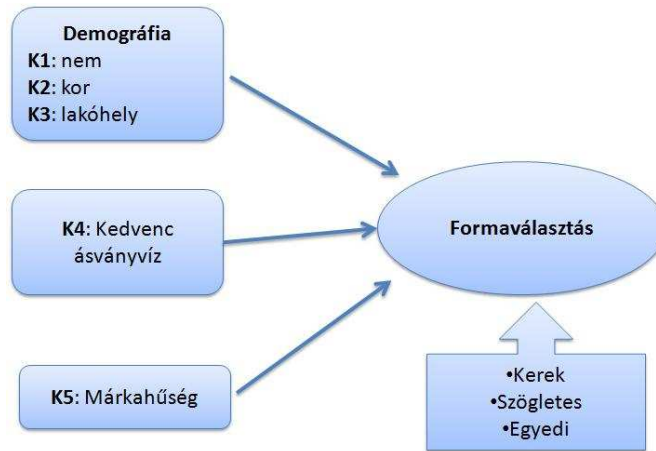 Demográfia
K1: nem
K2: kor
K3: lakóhely
K4: Kedvenc
ásványvíz
K5: Márkahűség
Formaválasztás
•Kerek
•Szögletes
•Egyedi